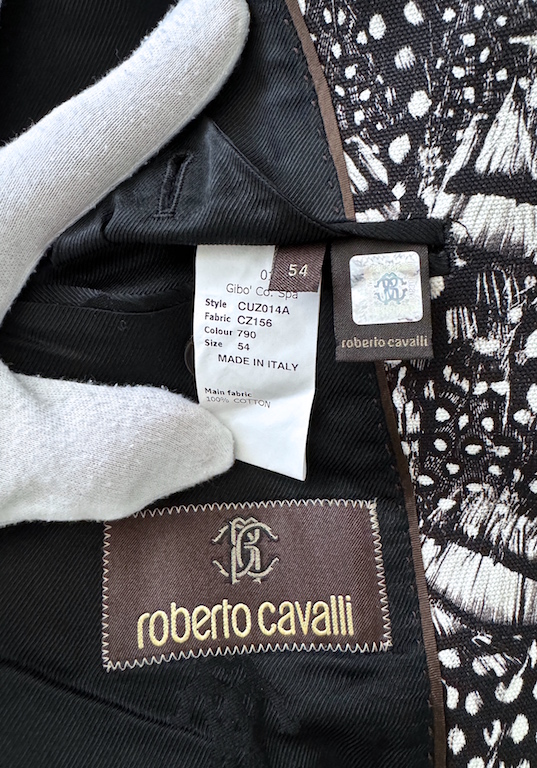 54
Gibo' Co. Spa
Style CUZ014A
Fabric CZ156
Colour 790
Size 54
MADE IN ITALY
Main fabric
100% COTTON
roberto cavalli
roberto cavalli